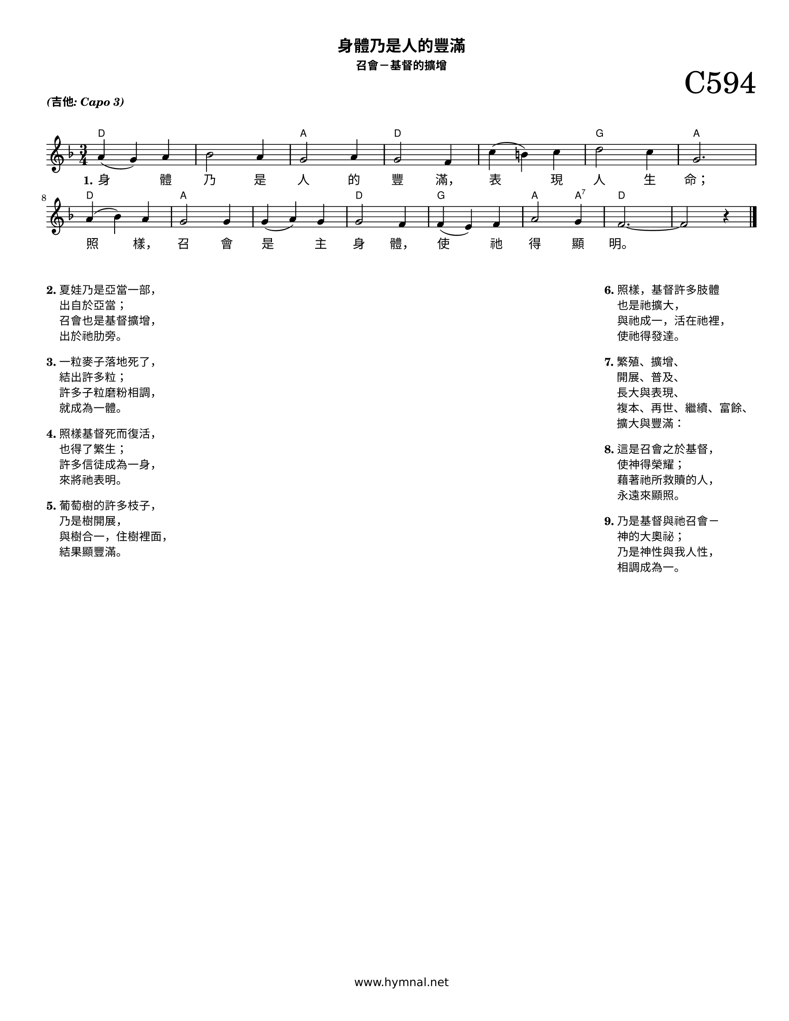 身體乃是人的豐滿
召會－基督的擴增
C594
(吉他: Capo 3)
D A D G A
3
4
1. 身 體 乃 是 人 的 豐 滿， 表 現 人 生 命；
8
D A D G A A7 D
照 樣， 召 會 是 主 身 體， 使 祂 得 顯 明。
2. 夏娃乃是亞當一部，
出自於亞當；
召會也是基督擴增，
出於祂肋旁。
3. 一粒麥子落地死了，
結出許多粒；
許多子粒磨粉相調，
就成為一體。
4. 照樣基督死而復活，
也得了繁生；
許多信徒成為一身，
來將祂表明。
5. 葡萄樹的許多枝子，
乃是樹開展，
與樹合一，住樹裡面，
結果顯豐滿。
6. 照樣，基督許多肢體
也是祂擴大，
與祂成一，活在祂裡，
使祂得發達。
7. 繁殖、擴增、
開展、普及、
長大與表現、
複本、再世、繼續、富餘、
擴大與豐滿：
8. 這是召會之於基督，
使神得榮耀；
藉著祂所救贖的人，
永遠來顯照。
9. 乃是基督與祂召會－
神的大奧祕；
乃是神性與我人性，
相調成為一。
www.hymnal.net